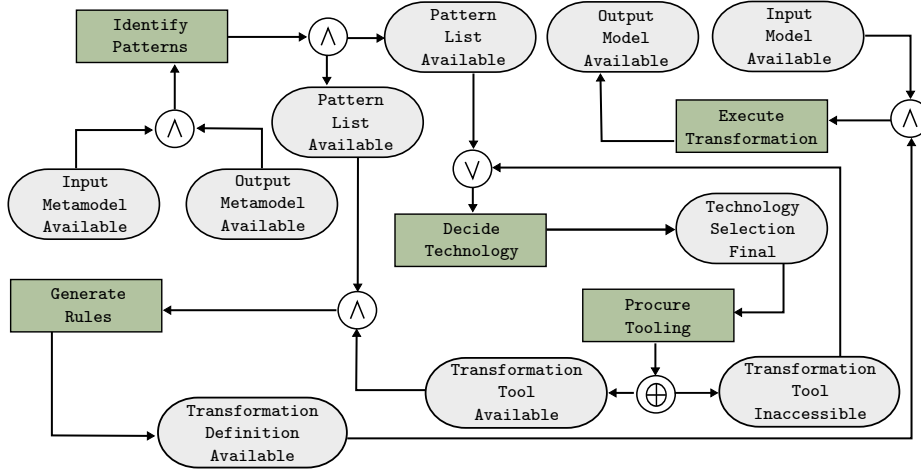 Identify
Patterns
Pattern
List
Available
Output
Model
Available
Input
Model
Available
Pattern
List
Available
Execute
Transformation
Input
Metamodel
Available
Output
Metamodel
Available
Decide
Technology
Technology
Selection
Final
Generate
Rules
Procure
Tooling
Transformation
Tool
Available
Transformation
Tool
Inaccessible
Transformation
Definition
Available